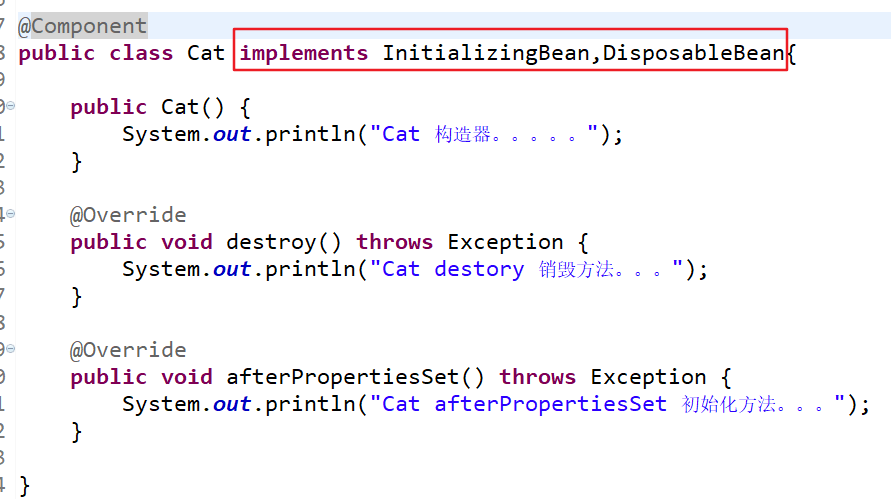 @Component
public class Cat implements InitializingBean,DisposableBean{
public Cat() {
System.out.println("Cat 构造器。。。。。");
}
@Override
public void destroy() throws Exception {
System.out.println("Cat destory 销毁方法。。。");
}
@Override
public void afterPropertiesSet() throws Exception {
System.out.println("Cat afterPropertiesSet 初始化方法。。。");
}
}